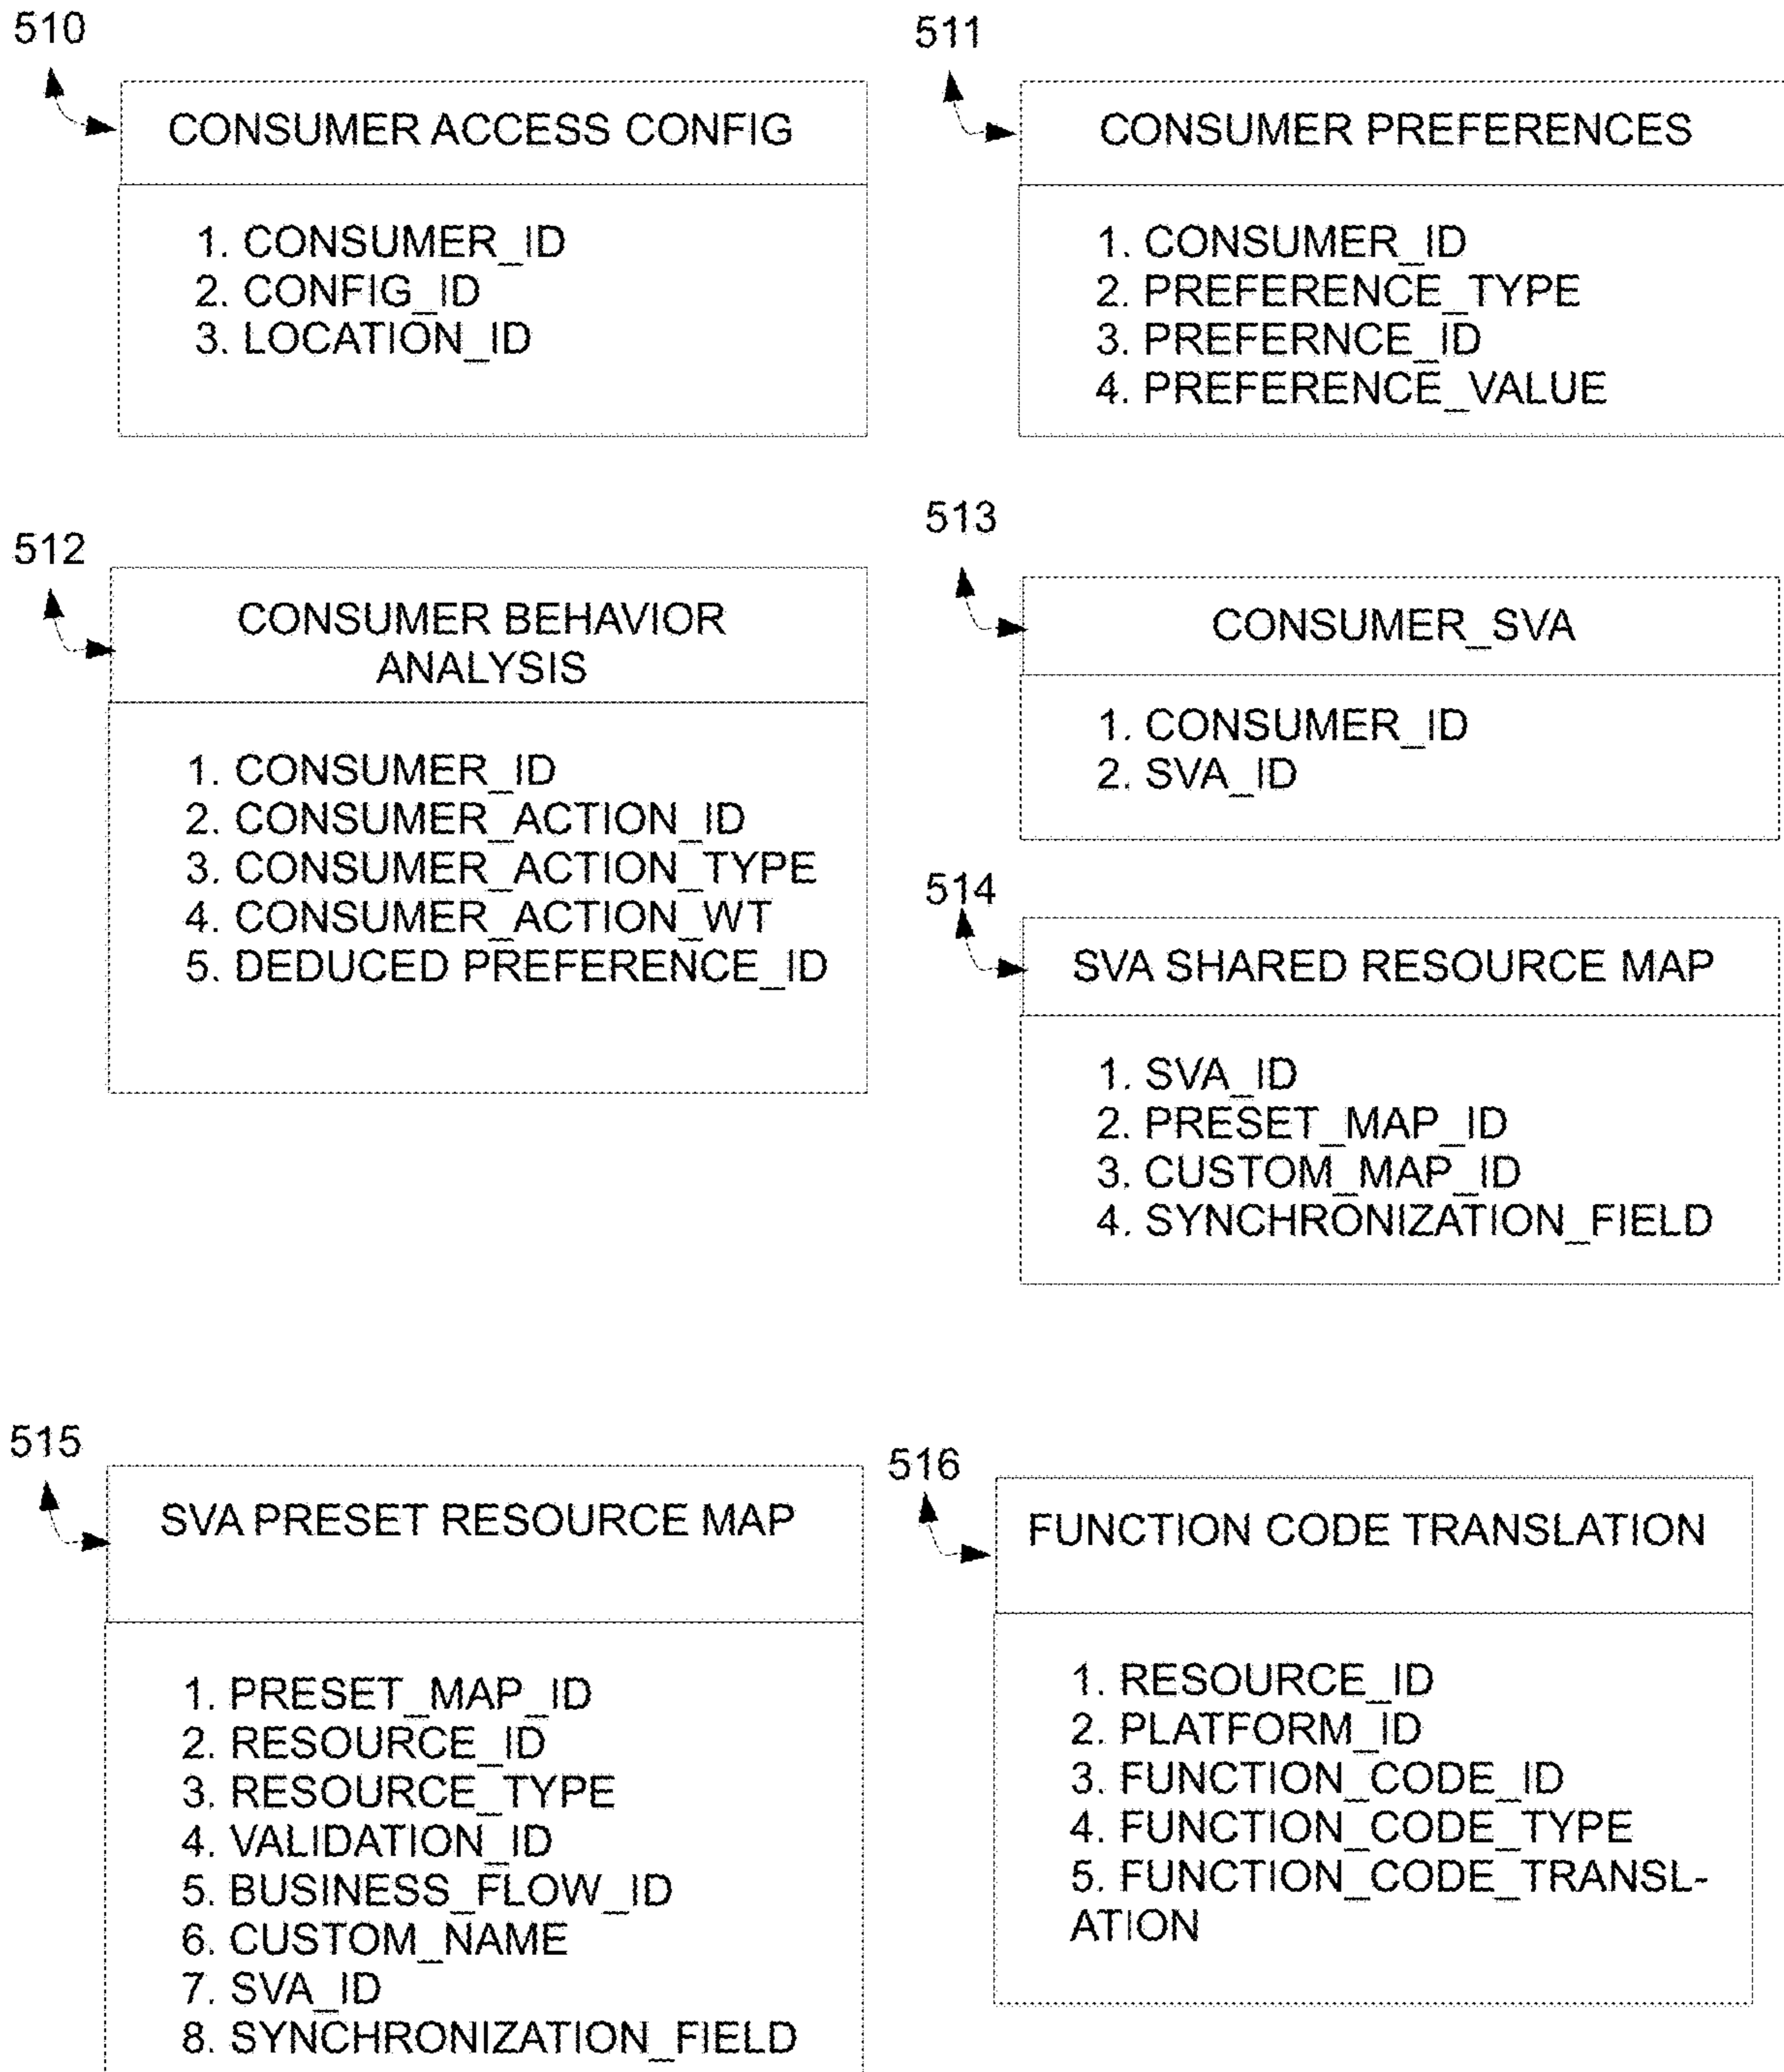 510
CONSUMER ACCESS CONFIG
1. CONSUMER_ID
2. CONFIG_ID
3. LOCATION_ID
511
CONSUMER PREFERENCES
1. CONSUMER_ID
2. PREFERENCE_TYPE
3. PREFERNCE_ID
4. PREFERENCE_VALUE
512
CONSUMER BEHAVIOR
ANALYSIS
1. CONSUMER_ID
2. CONSUMER_ACTION_ID
3. CONSUMER_ACTION_TYPE
4. CONSUMER_ACTION_WT
5. DEDUCED PREFERENCE_ID
513
CONSUMER_SVA
1. CONSUMER_ID
2. SVA_ID
514
SVA SHARED RESOURCE MAP
1. SVA_ID
2. PRESET_MAP_ID
3. CUSTOM_MAP_ID
4. SYNCHRONIZATION_FIELD
515
SVA PRESET RESOURCE MAP
1. PRESET_MAP_ID
2. RESOURCE_ID
3. RESOURCE_TYPE
4. VALIDATION_ID
5. BUSINESS_FLOW_ID
6. CUSTOM_NAME
7. SVA_ID
8. SYNCHRONIZATION_FIELD
516
FUNCTION CODE TRANSLATION
1. RESOURCE_ID
2. PLATFORM_ID
3. FUNCTION_CODE_ID
4. FUNCTION_CODE_TYPE
5. FUNCTION_CODE_TRANSL-
ATION